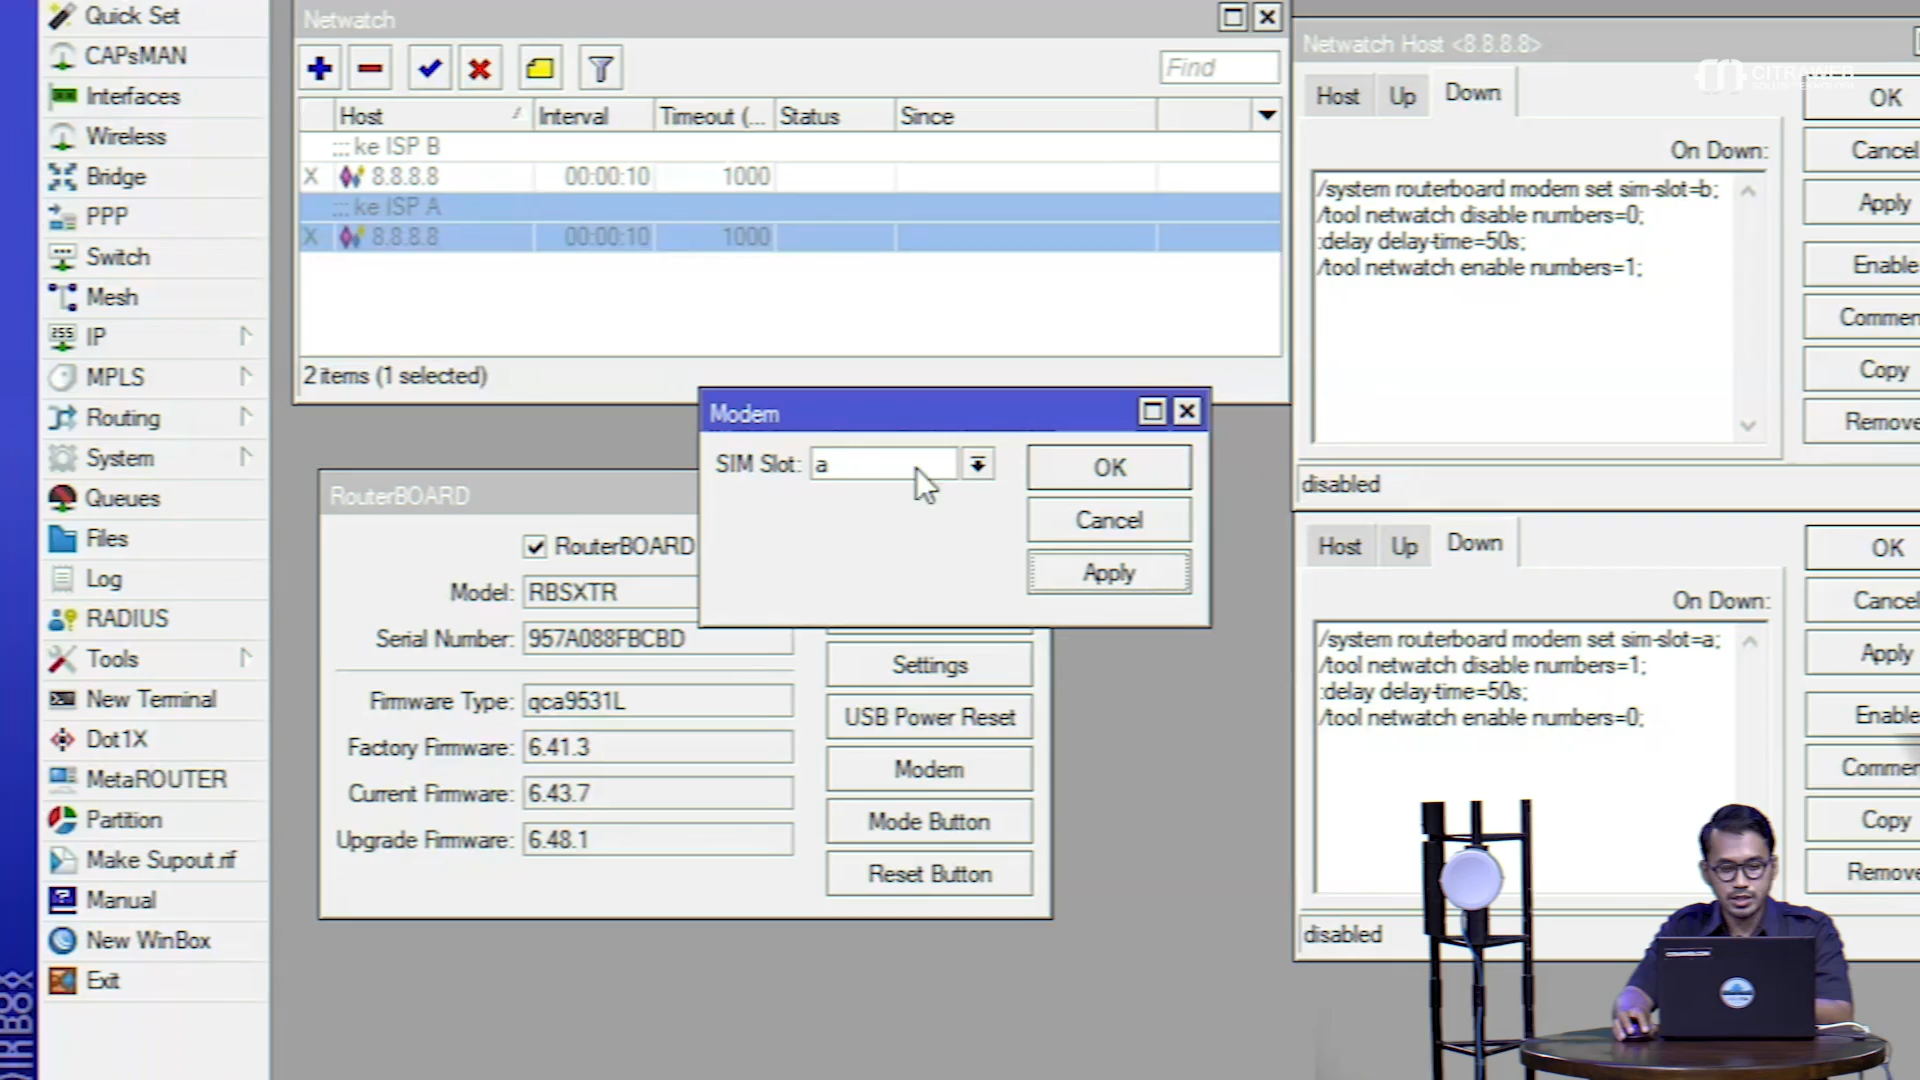 Quick Set
CAPsMAN
Interfaces
Wireless
Bridge
PPP
Switch
Mesh
IP
MPLS
Routing
System
Queues
Files
Log
RADIUS
Tools
New Terminal
Dot1X
MetaROUTER
Partition
Make Supout.rif
Manual
New WinBox
Exit
Netwatch
Find
Host Interval Timeout (... Status Since
::: ke ISP B
X 8.8.8.8 00:00:10 1000
::: ke ISP A
X 8.8.8.8 00:00:10 1000
2 items (1 selected)
Modem
SIM Slot: a
OK
Cancel
Apply
RouterBOARD
RouterBOARD
Model: RBSXTR
Serial Number: 957A088FBCBD
Firmware Type: qca9531L
Factory Firmware: 6.41.3
Current Firmware: 6.43.7
Upgrade Firmware: 6.48.1
Settings
USB Power Reset
Modem
Mode Button
Reset Button
Netwatch Host <8.8.8.8>
CITRAWEB
Host Up Down
On Down:
/system routerboard modem set sim-slot=b;
/tool netwatch disable numbers=0;
:delay delay-time=50s;
/tool netwatch enable numbers=1;
OK
Cancel
Apply
Enable
Commen
Copy
Remove
disabled
Host Up Down
On Down:
/system routerboard modem set sim-slot=a;
/tool netwatch disable numbers=1;
:delay delay-time=50s;
/tool netwatch enable numbers=0;
OK
Cancel
Apply
Enable
Commen
Copy
Remove
disabled